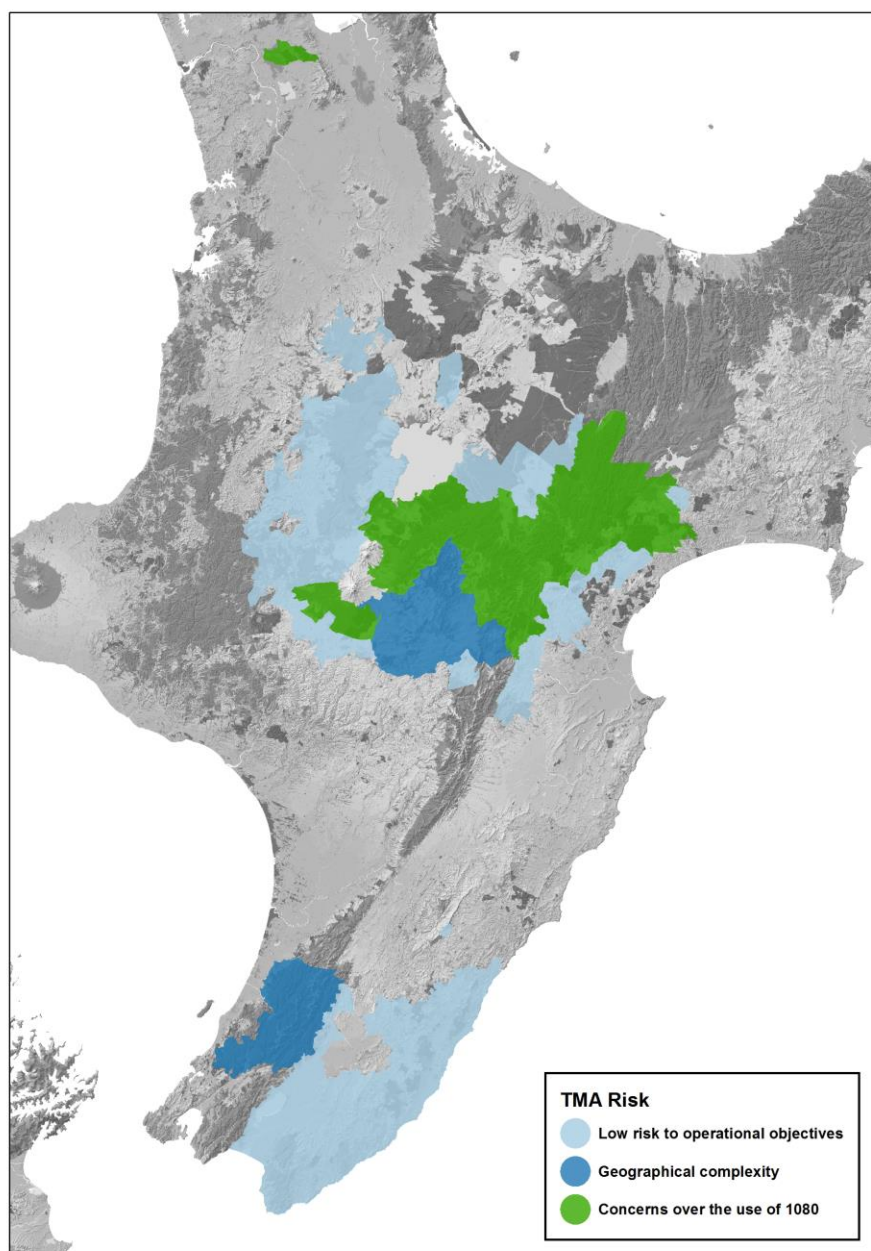 TMA Risk
Low risk to operational objectives
Geographical complexity
Concerns over the use of 1080